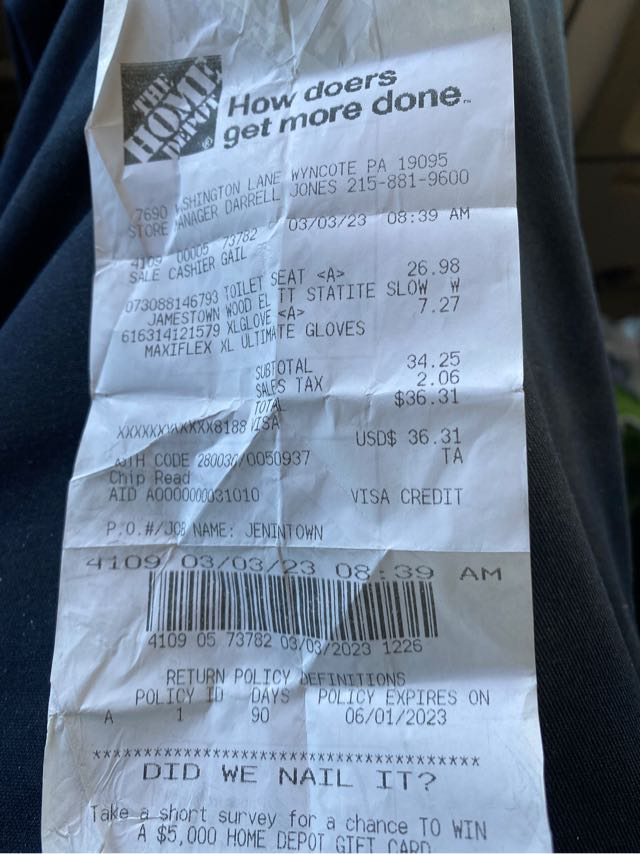 THE
HOME
DEPOT
How doers
get more done.
7690 WSHINGTON LANE WYNCOTE PA 19095
STORE MANAGER DARRELL JONES 215-881-9600
4109 00005 73782 03/03/23 08:39 AM
SALE CASHIER GAIL
073088146793 TOILET SEAT <A> 26.98
JAMESTOWN WOOD EL TT STATITE SLOW W
616314121579 XLGLOVE <A> 7.27
MAXIFLEX XL ULTIMATE GLOVES
SUBTOTAL 34.25
SALES TAX 2.06
TOTAL $36.31
XXXXXXXXXXXX8188 VISA
USD$ 36.31
AUTH CODE /0050937 TA
Chip Read
AID A0000000031010 VISA CREDIT
P.O.#/JOB NAME: JENINTOWN
4109 03/03/23 08:39 AM
4109 05 73782 03/03/2023 1226
RETURN POLICY DEFINITIONS
POLICY ID DAYS POLICY EXPIRES ON
A 1 90 06/01/2023
**************************************
DID WE NAIL IT?
Take a short survey for a chance TO WIN
A $5,000 HOME DEPOT GIFT CARD